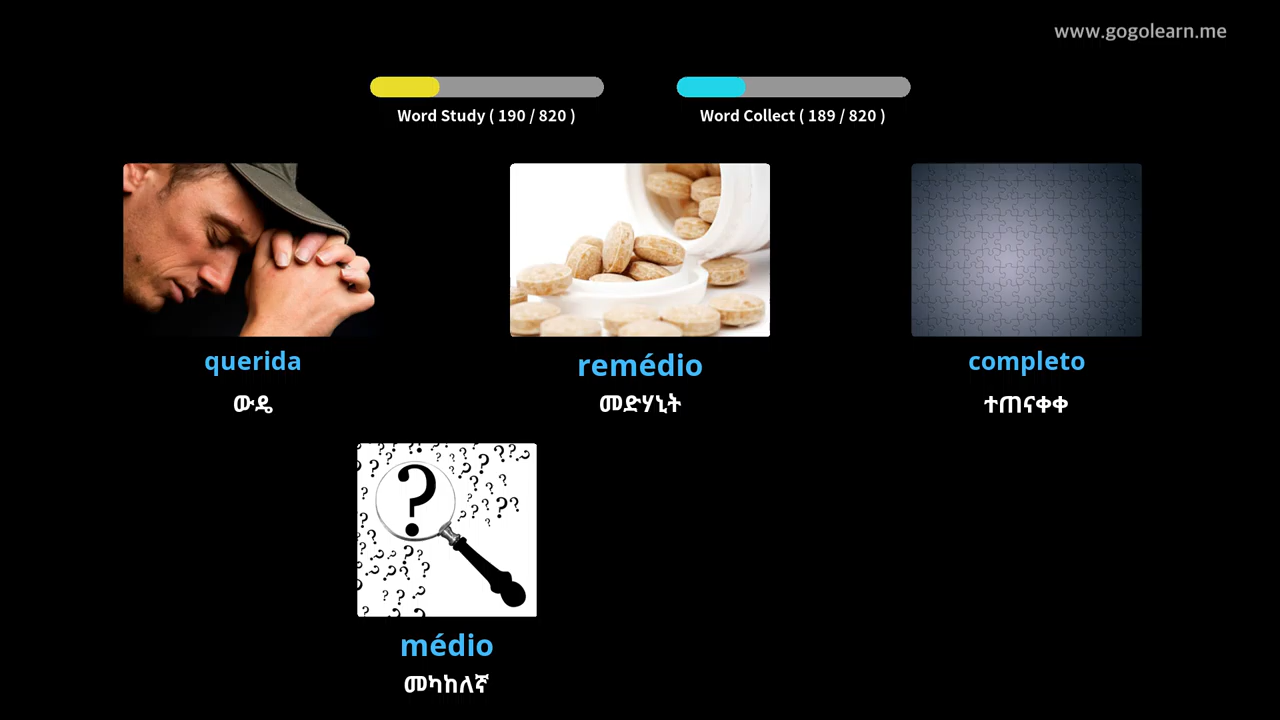 www.gogolearn.me
Word Study ( 190 / 820 )
Word Collect ( 189 / 820 )
querida
remédio
completo
ውዴ
መድሃኒት
ተጠናቀቀ
?
médio
መካከለኛ